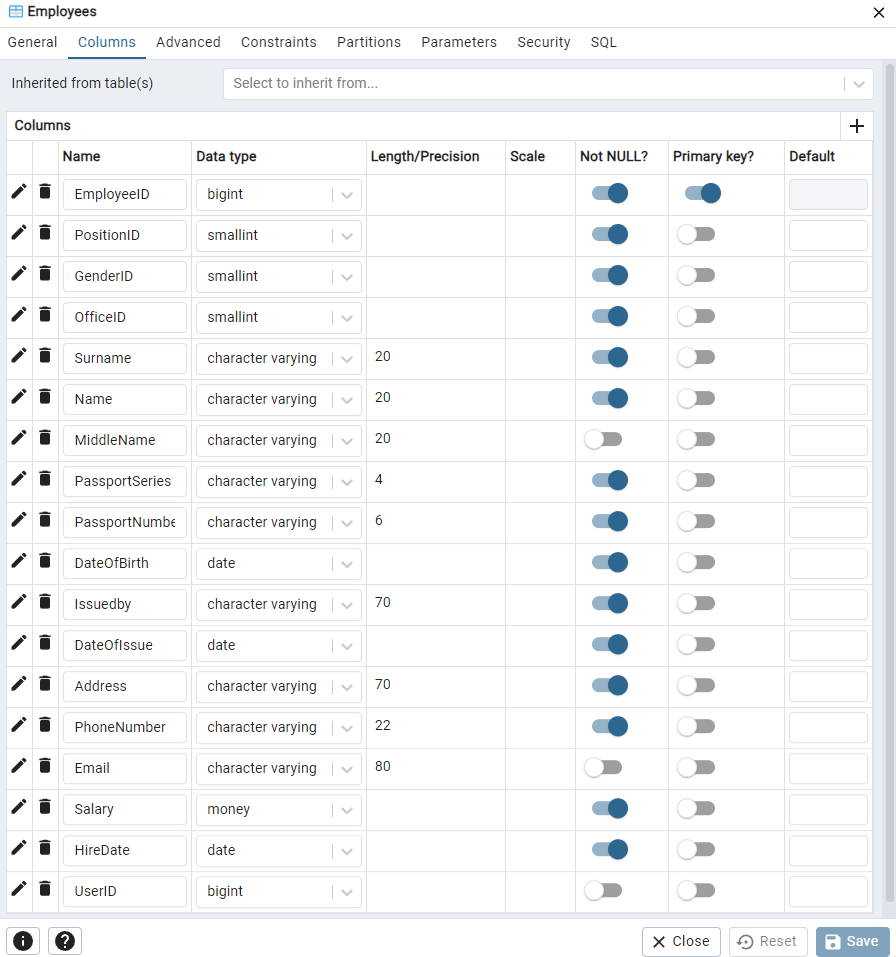 Employees
General Columns Advanced Constraints Partitions Parameters Security SQL
Inherited from table(s) Select to inherit from...
Columns
Name Data type Length/Precision Scale Not NULL? Primary key? Default
EmployeeID bigint
PositionID smallint
GenderID smallint
OfficeID smallint
Surname character varying 20
Name character varying 20
MiddleName character varying 20
PassportSeries character varying 4
PassportNumbe character varying 6
DateOfBirth date
Issuedby character varying 70
DateOfIssue date
Address character varying 70
PhoneNumber character varying 22
Email character varying 80
Salary money
HireDate date
UserID bigint
Close Reset Save